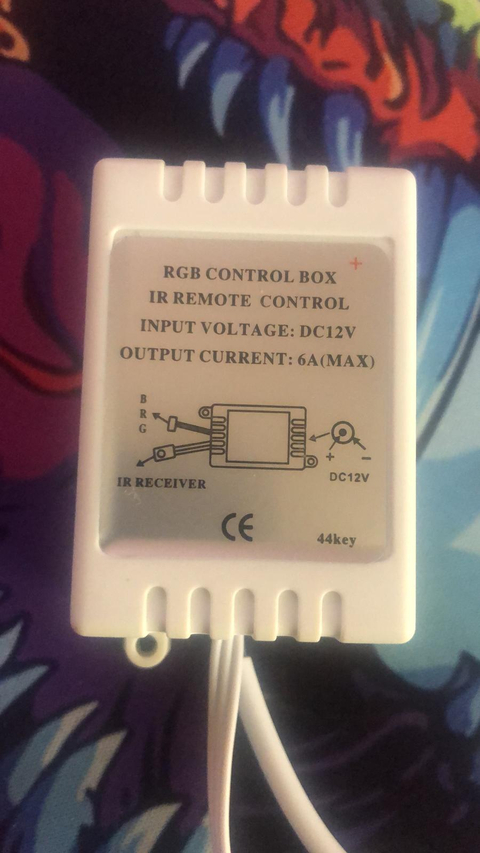 +
RGB CONTROL BOX
IR REMOTE CONTROL
INPUT VOLTAGE: DC12V
OUTPUT CURRENT: 6A(MAX)
B
R
G
+ −
DC12V
IR RECEIVER
CE
44key